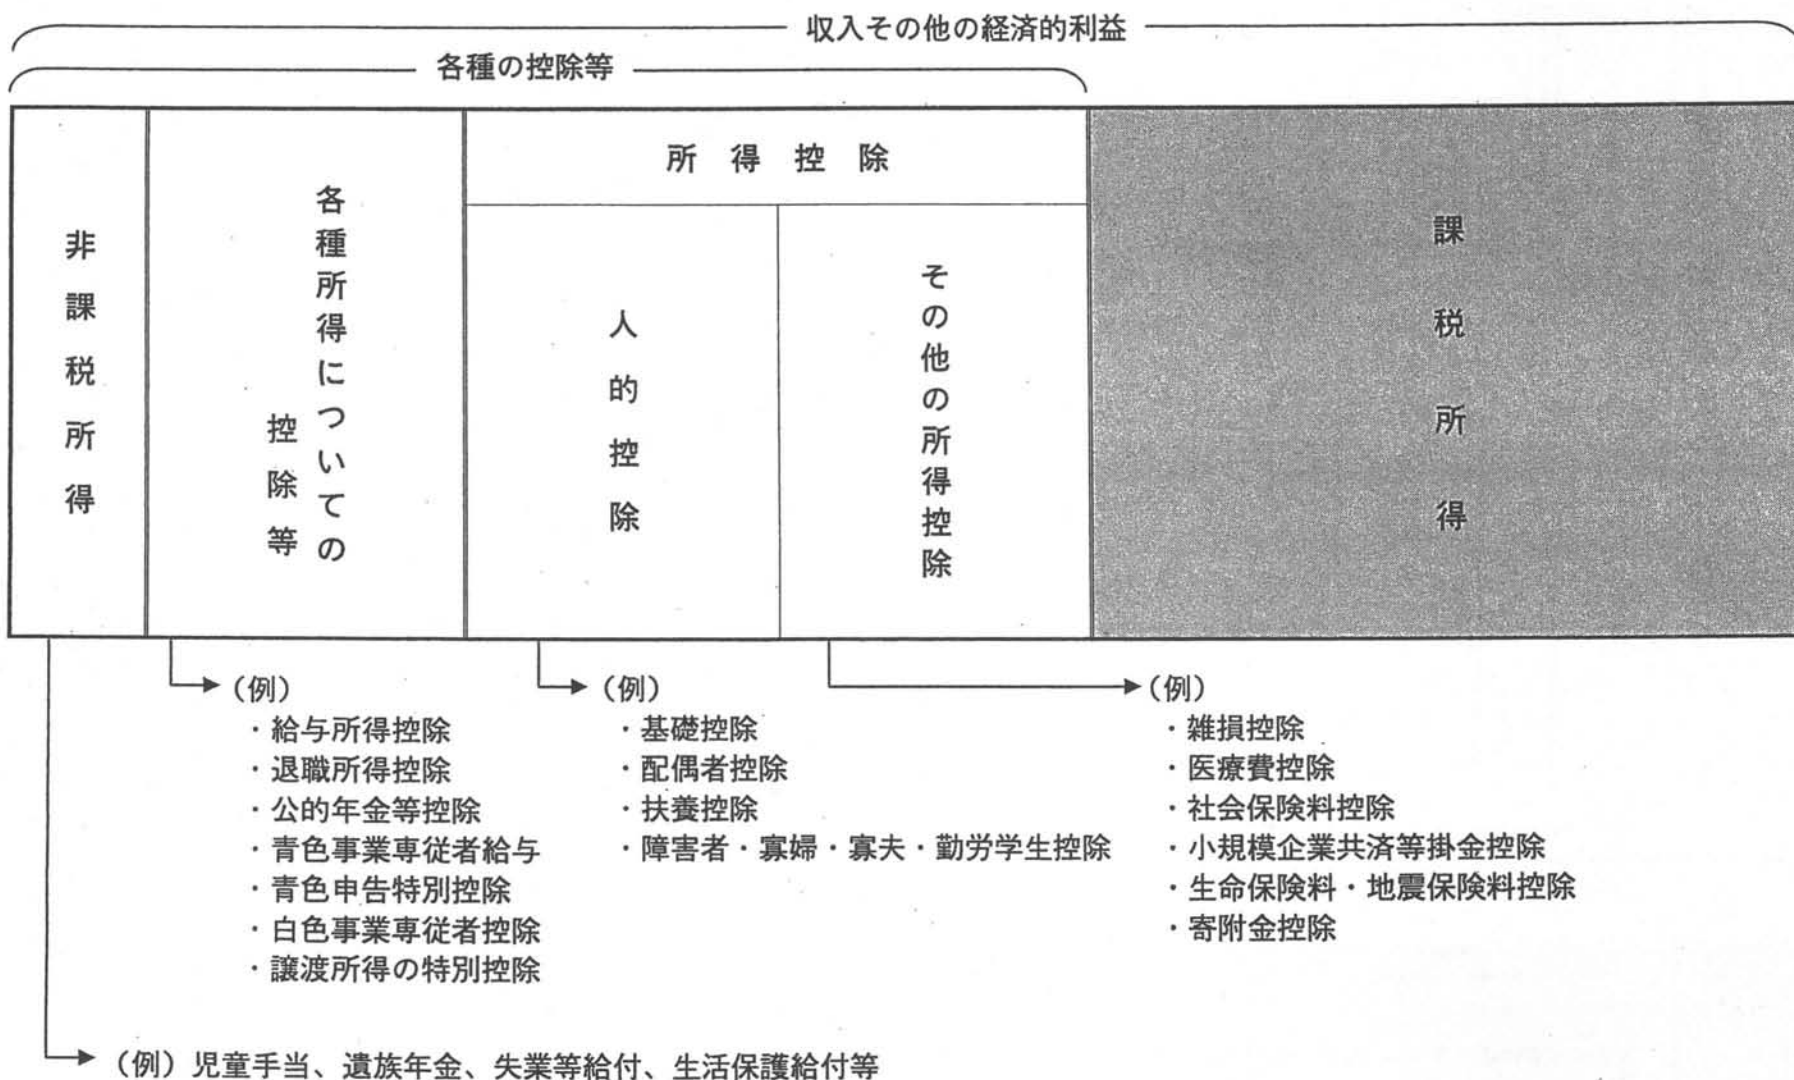 収入その他の経済的利益
各種の控除等
非課税所得
各種所得についての
控除等
所得控除
人的控除
その他の所得控除
課税所得
（例）
・給与所得控除
・退職所得控除
・公的年金等控除
・青色事業専従者給与
・青色申告特別控除
・白色事業専従者控除
・譲渡所得の特別控除
（例）
・基礎控除
・配偶者控除
・扶養控除
・障害者・寡婦・寡夫・勤労学生控除
（例）
・雑損控除
・医療費控除
・社会保険料控除
・小規模企業共済等掛金控除
・生命保険料・地震保険料控除
・寄附金控除
（例）児童手当、遺族年金、失業等給付、生活保護給付等